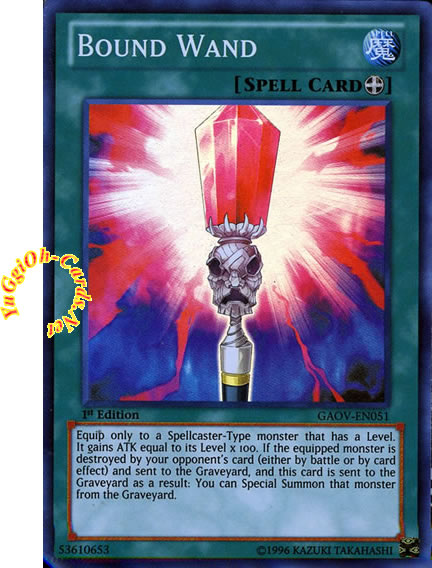 BOUND WAND
魔
[SPELL CARD]
YuGgiOh-Cards.Net
1st Edition
GAOV-EN051
Equip only to a Spellcaster-Type monster that has a Level.
It gains ATK equal to its Level x 100. If the equipped monster is
destroyed by your opponent's card (either by battle or by card
effect) and sent to the Graveyard, and this card is sent to the
Graveyard as a result: You can Special Summon that monster
from the Graveyard.
53610653
©1996 KAZUKI TAKAHASHI